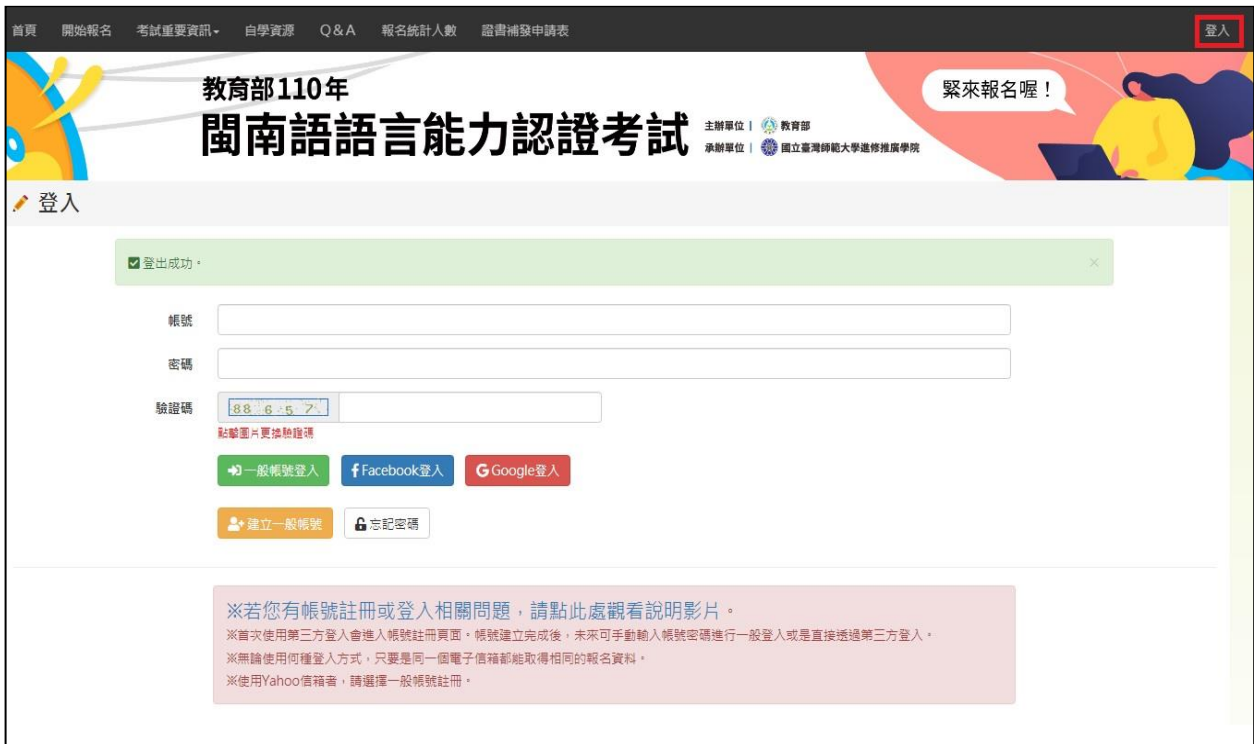 首頁 開始報名 考試重要資訊 自學資源 Q&A 報名統計人數 證書補發申請表 登入
教育部110年
閩南語語言能力認證考試
主辦單位 | 教育部
承辦單位 | 國立臺灣師範大學進修推廣學院
緊來報名喔！
登入
登出成功。 ×
帳號
密碼
驗證碼 88 6 5 7
點擊圖片更換驗證碼
一般帳號登入 Facebook登入 Google登入
建立一般帳號 忘記密碼
※若您有帳號註冊或登入相關問題，請點此處觀看說明影片。
※首次使用第三方登入會進入帳號註冊頁面。帳號建立完成後，未來可手動輸入帳號密碼進行一般登入或是直接透過第三方登入。
※無論使用何種登入方式，只要是同一個電子信箱都能取得相同的報名資料。
※使用Yahoo信箱者，請選擇一般帳號註冊。